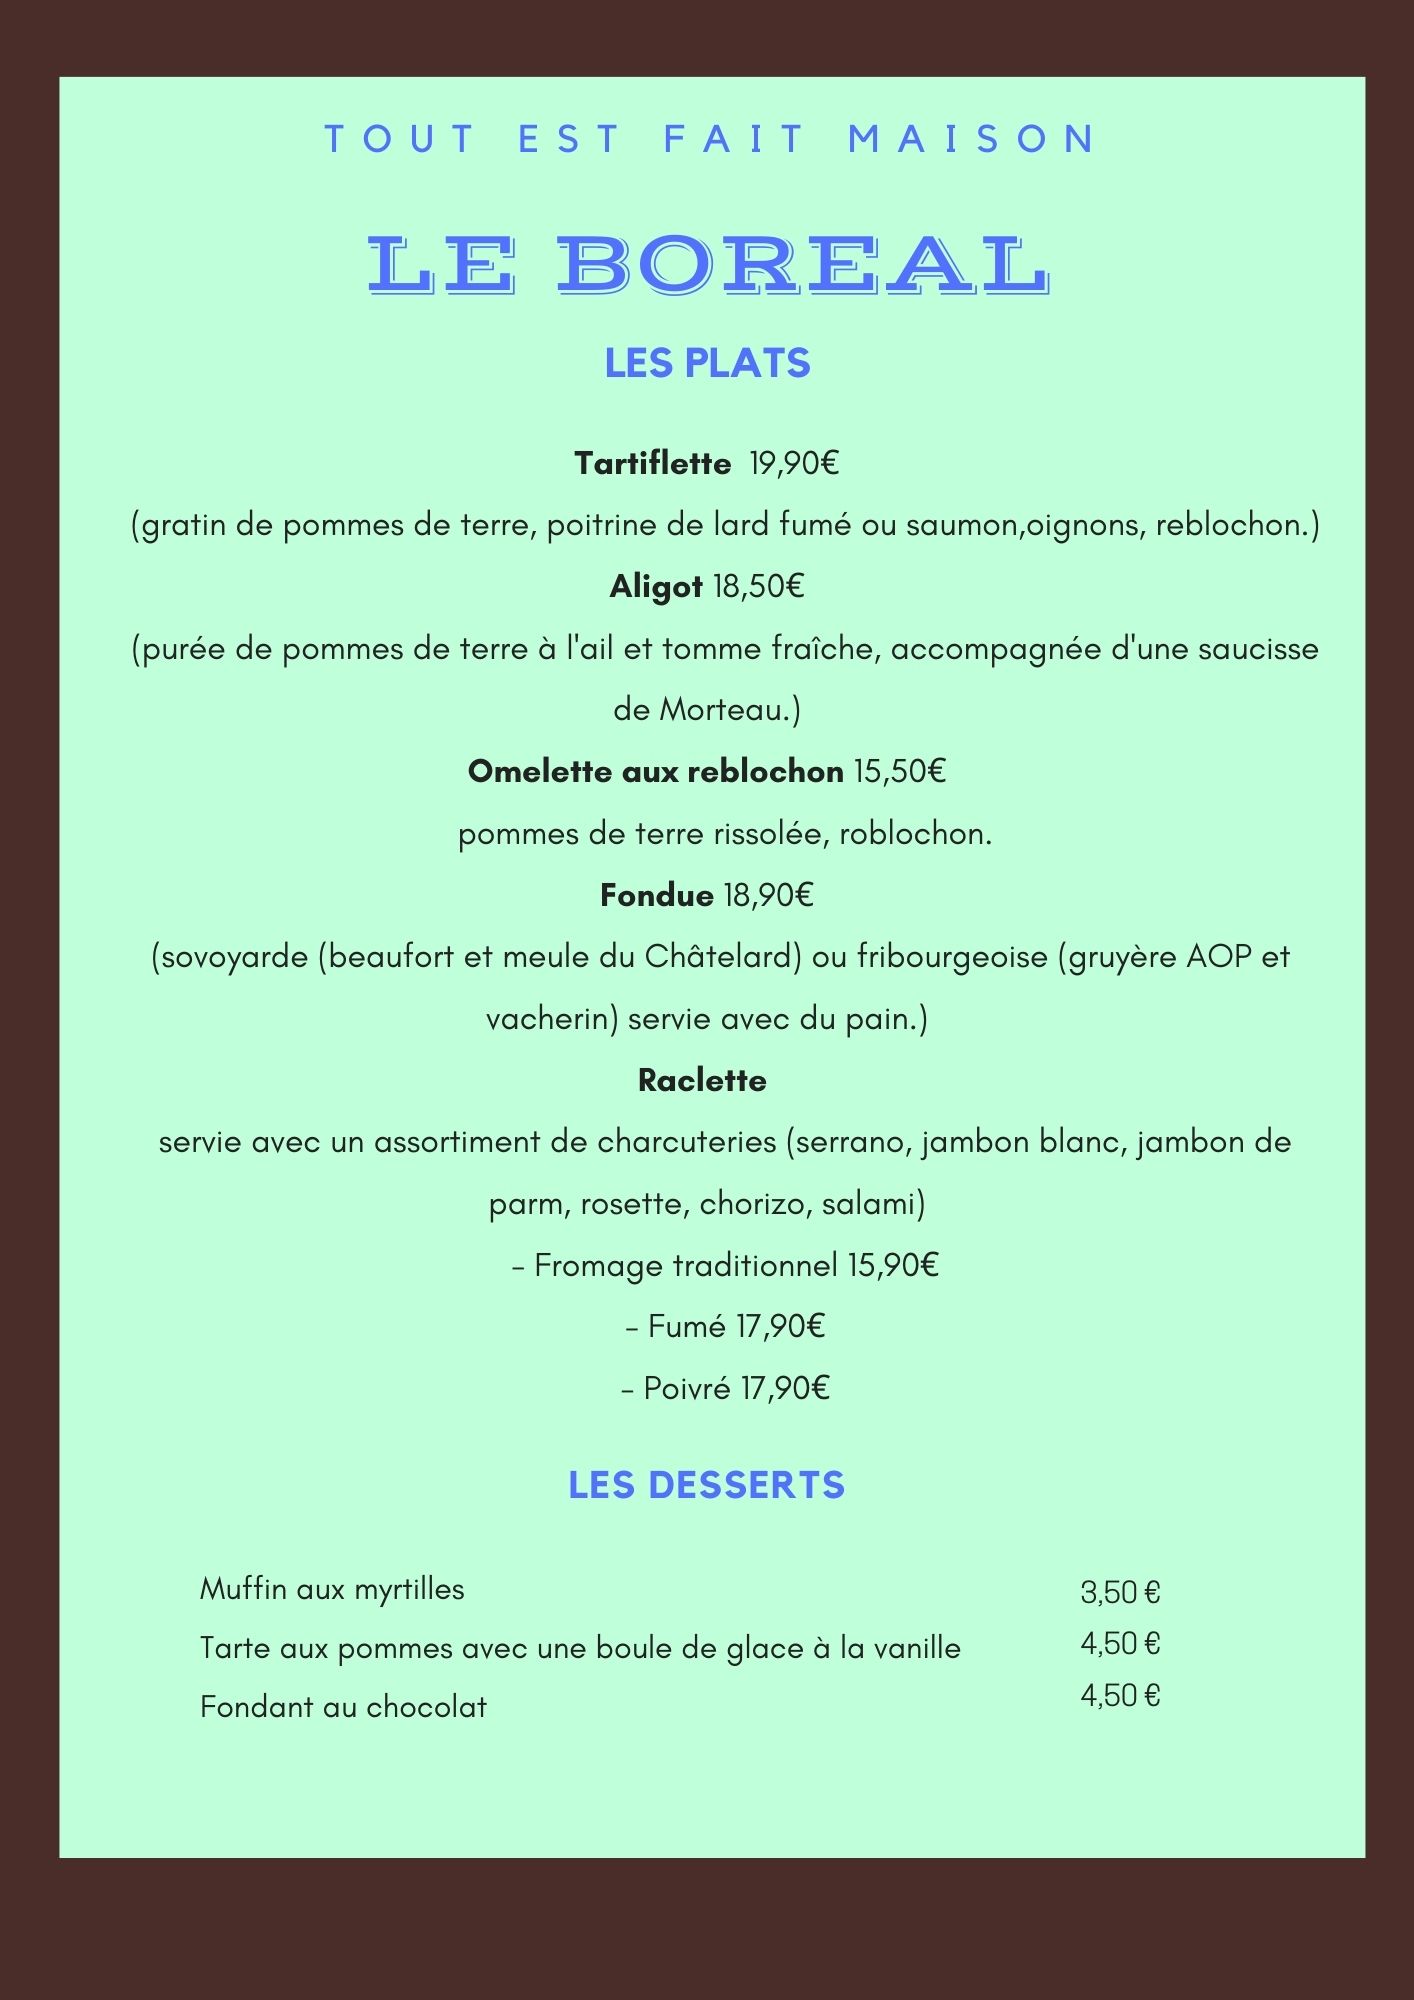 TOUT EST FAIT MAISON
LE BOREAL
LES PLATS
Tartiflette 19,90€
(gratin de pommes de terre, poitrine de lard fumé ou saumon,oignons, reblochon.)
Aligot 18,50€
(purée de pommes de terre à l'ail et tomme fraîche, accompagnée d'une saucisse
de Morteau.)
Omelette aux reblochon 15,50€
pommes de terre rissolée, roblochon.
Fondue 18,90€
(sovoyarde (beaufort et meule du Châtelard) ou fribourgeoise (gruyère AOP et
vacherin) servie avec du pain.)
Raclette
servie avec un assortiment de charcuteries (serrano, jambon blanc, jambon de
parm, rosette, chorizo, salami)
- Fromage traditionnel 15,90€
- Fumé 17,90€
- Poivré 17,90€
LES DESSERTS
Muffin aux myrtilles 3,50 €
Tarte aux pommes avec une boule de glace à la vanille 4,50 €
Fondant au chocolat 4,50 €